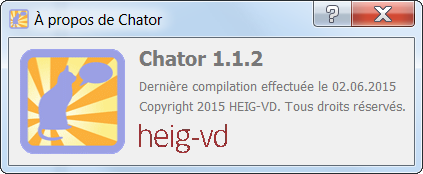 À propos de Chator
Chator 1.1.2
Dernière compilation effectuée le 02.06.2015
Copyright 2015 HEIG-VD. Tous droits réservés.
heig-vd